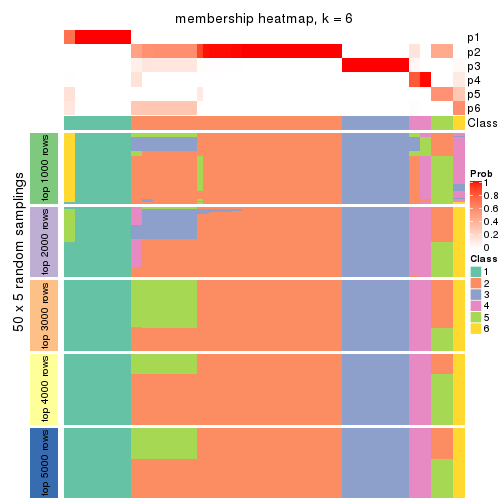 membership heatmap, k = 6
p1
p2
p3
p4
p5
p6
Class
50 x 5 random samplings
top 1000 rows
top 2000 rows
top 3000 rows
top 4000 rows
top 5000 rows
Prob
1
0.8
0.6
0.4
0.2
0
Class
1
2
3
4
5
6